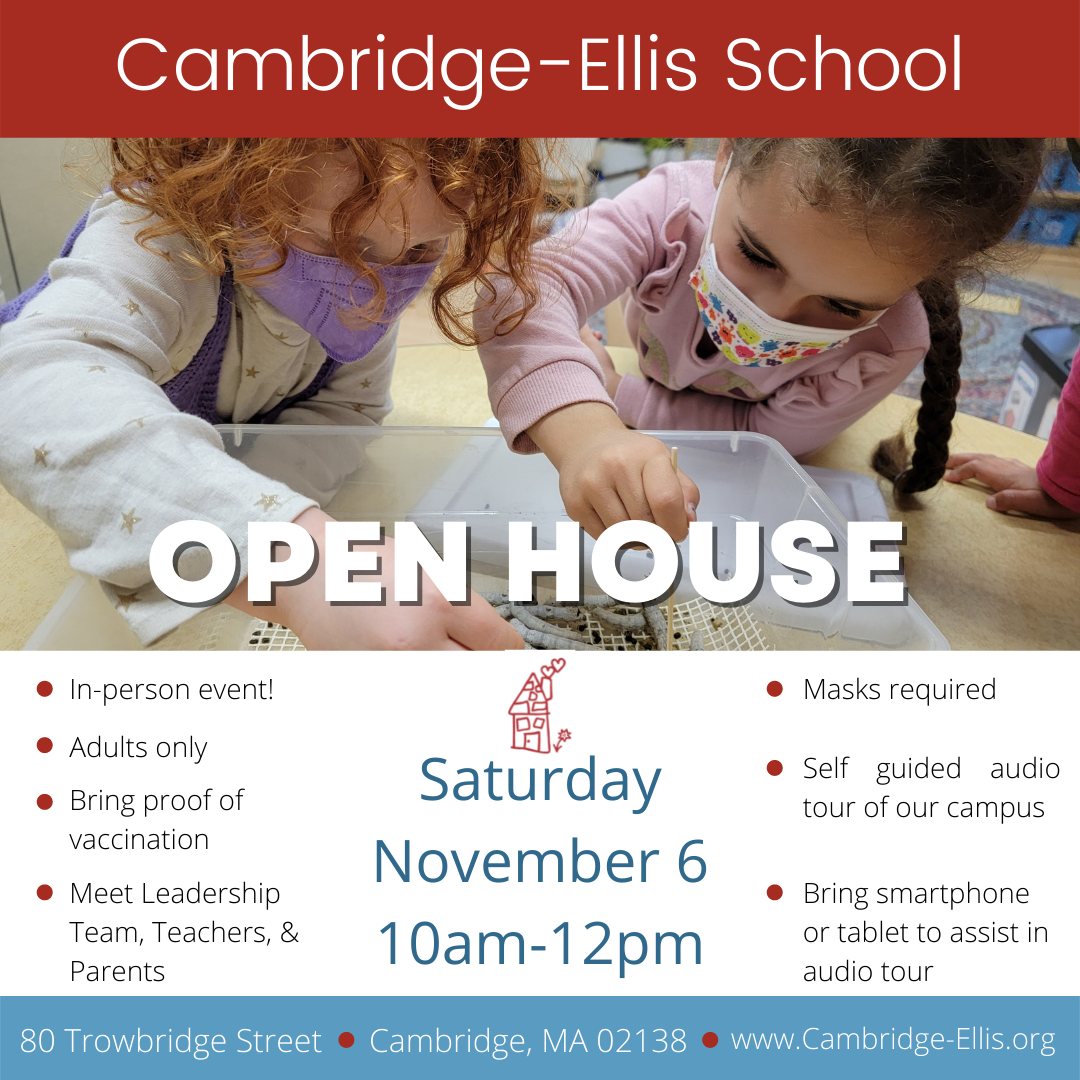 Cambridge-Ellis School
OPEN HOUSE
In-person event!
Adults only
Bring proof of
vaccination
Meet Leadership
Team, Teachers, &
Parents
Saturday
November 6
10am-12pm
Masks required
Self guided audio
tour of our campus
Bring smartphone
or tablet to assist in
audio tour
80 Trowbridge Street • Cambridge, MA 02138 • www.Cambridge-Ellis.org